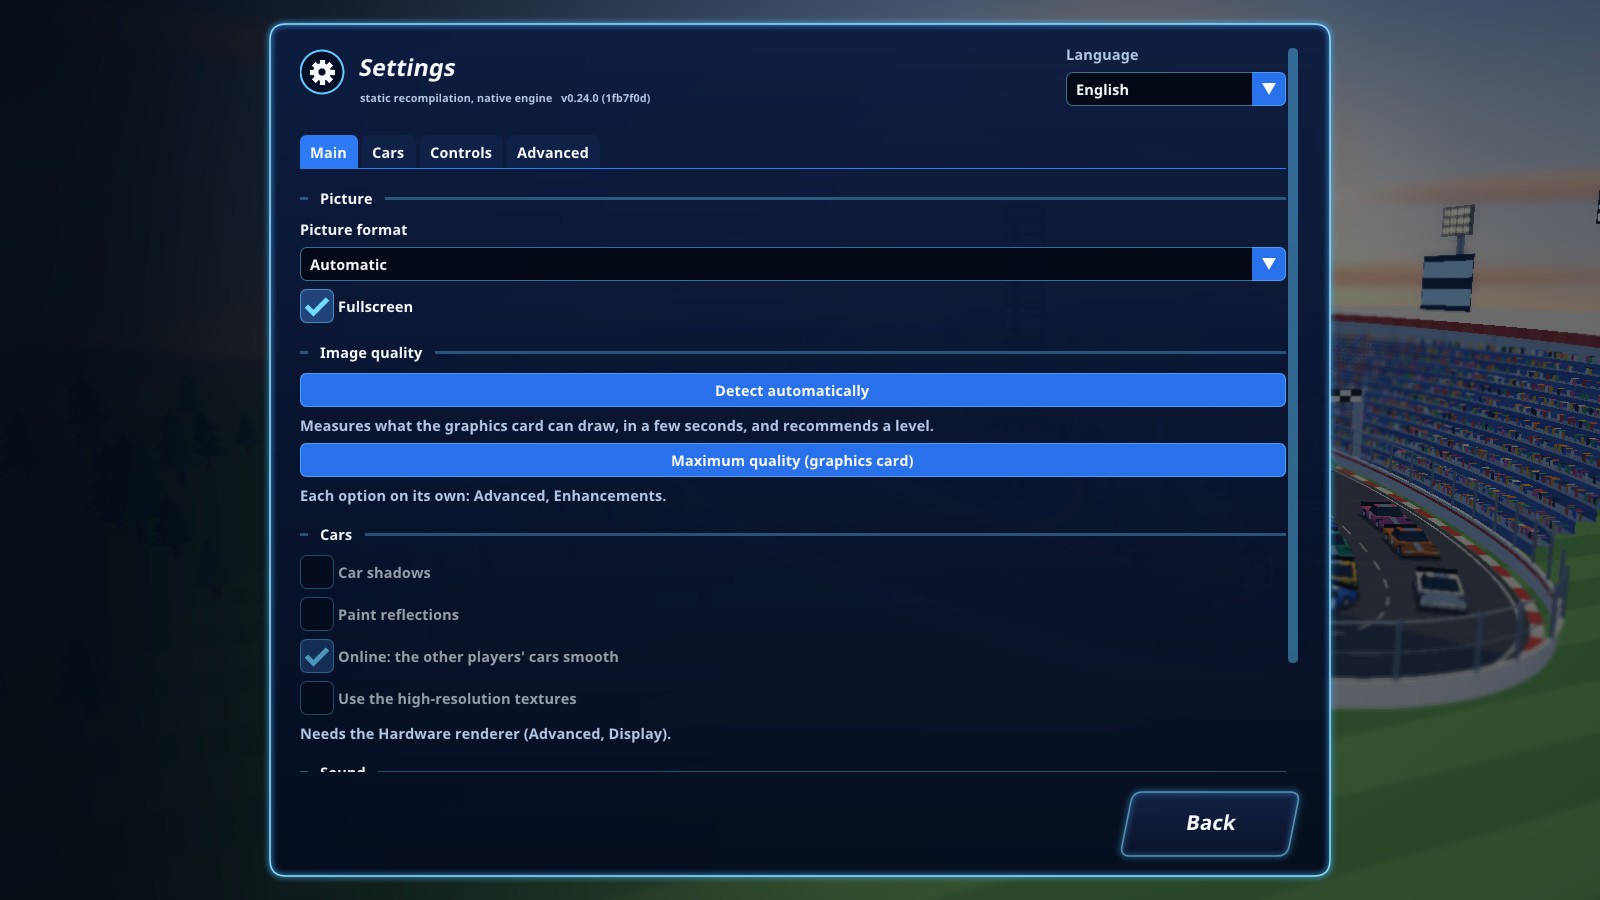 Settings
static recompilation, native engine v0.24.0 (1fb7f0d)
Language
English
Main
Cars
Controls
Advanced
Picture
Picture format
Automatic
Fullscreen
Image quality
Detect automatically
Measures what the graphics card can draw, in a few seconds, and recommends a level.
Maximum quality (graphics card)
Each option on its own: Advanced, Enhancements.
Cars
Car shadows
Paint reflections
Online: the other players' cars smooth
Use the high-resolution textures
Needs the Hardware renderer (Advanced, Display).
Sound
Back